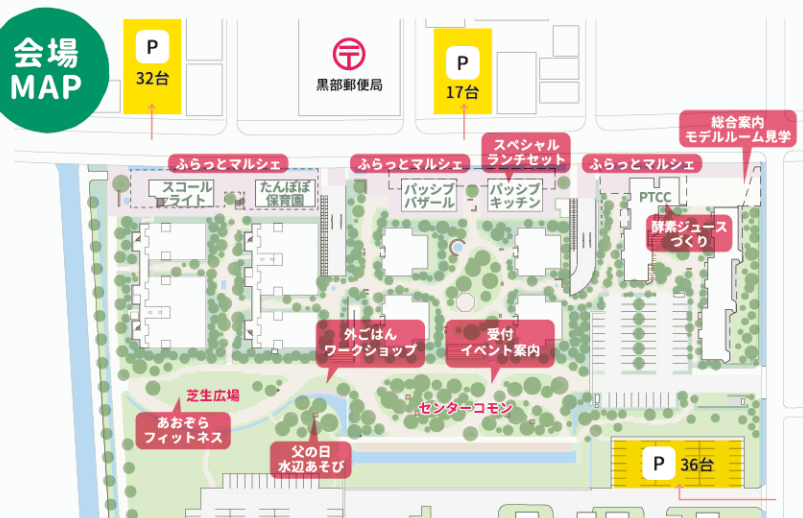 会場
MAP
P
32台
黒部郵便局
P
17台
総合案内
モデルルーム見学
スペシャル
ランチセット
ふらっとマルシェ
ふらっとマルシェ
ふらっとマルシェ
スコール
ライト
たんぽぽ
保育園
パッシブ
バザール
パッシブ
キッチン
PTCC
酵素ジュース
づくり
外ごはん
ワークショップ
受付
イベント案内
芝生広場
センターコモン
あおぞら
フィットネス
父の日
水辺あそび
P 36台